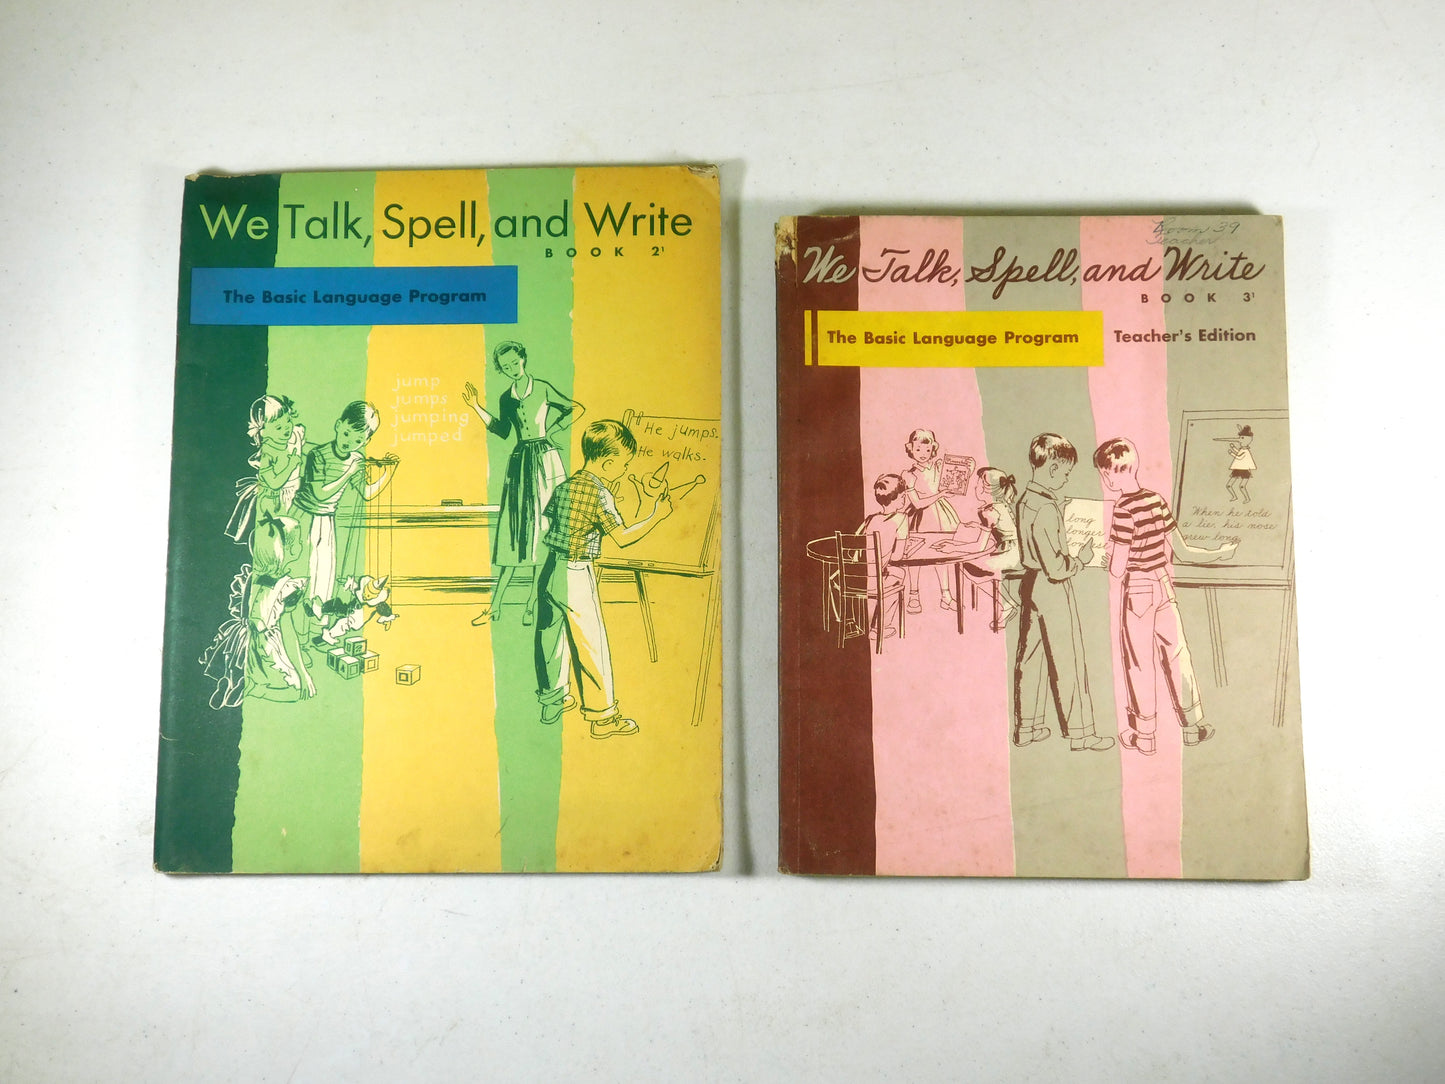 We Talk, Spell, and Write
BOOK 2¹
The Basic Language Program
jump
jumps
jumping
jumped
He jumps.
He walks.
Room 39
Teacher
We Talk, Spell, and Write
BOOK 3¹
The Basic Language Program
Teacher's Edition
long
longer
When he told
a lie, his nose
grew long